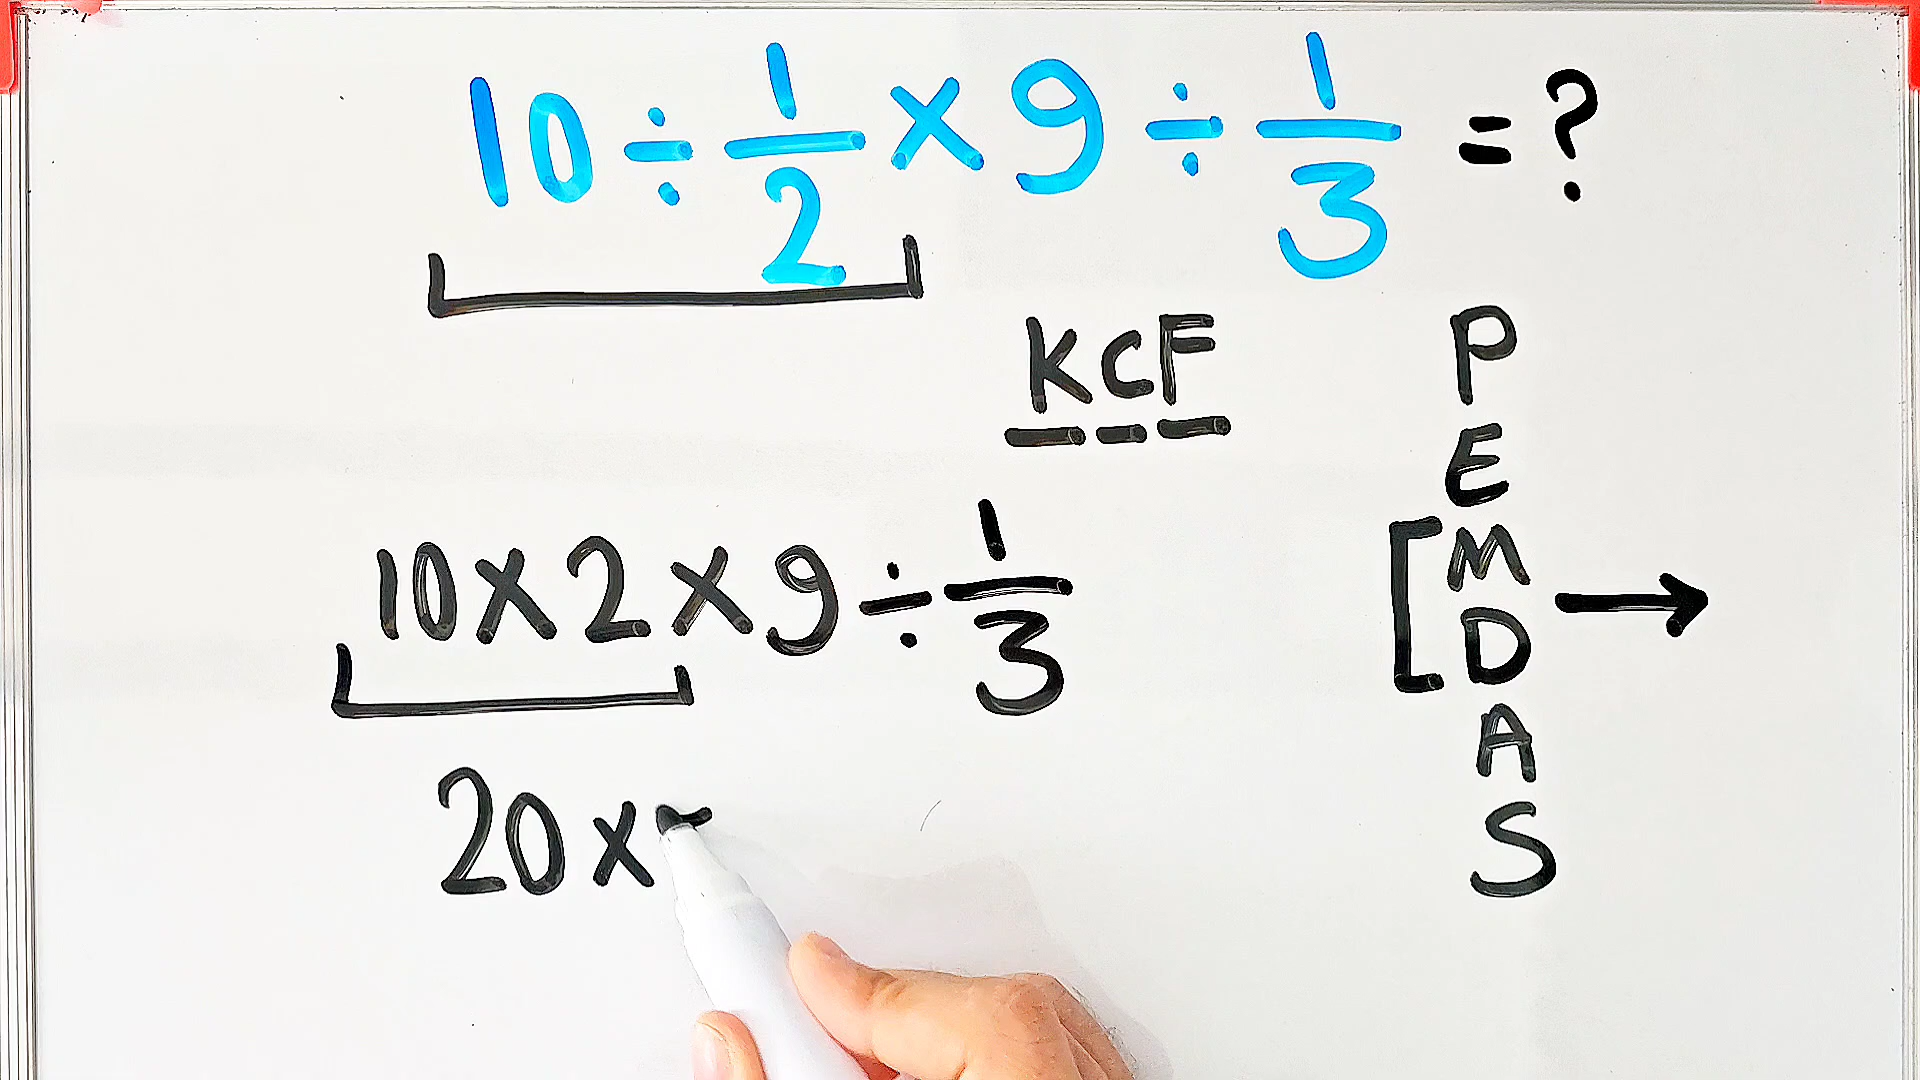 10 ÷ 1/2 × 9 ÷ 1/3 = ?
KCF
10 × 2 × 9 ÷ 1/3
20 ×
P
E
M
D
A
S